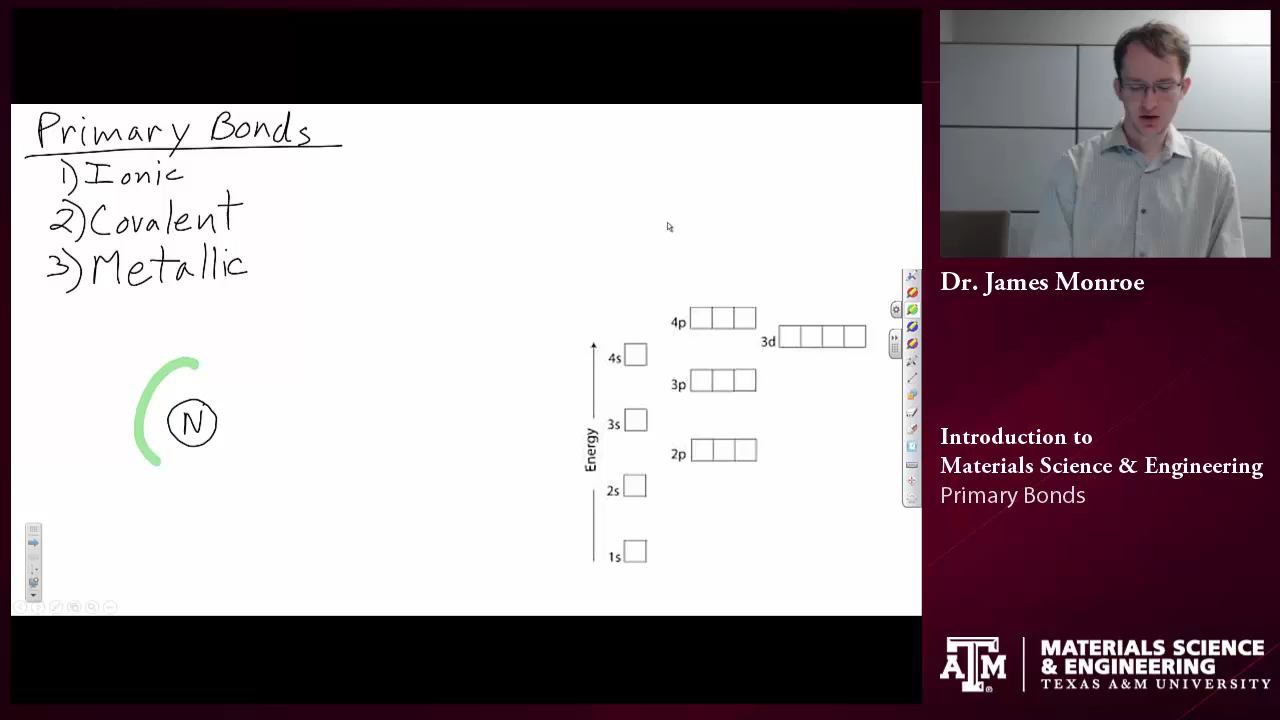 Primary Bonds
1) Ionic
2) Covalent
3) Metallic
N
4p
3d
4s
3p
3s
2p
2s
1s
Energy
Dr. James Monroe
Introduction to
Materials Science & Engineering
Primary Bonds
ATM
MATERIALS SCIENCE
& ENGINEERING
TEXAS A&M UNIVERSITY